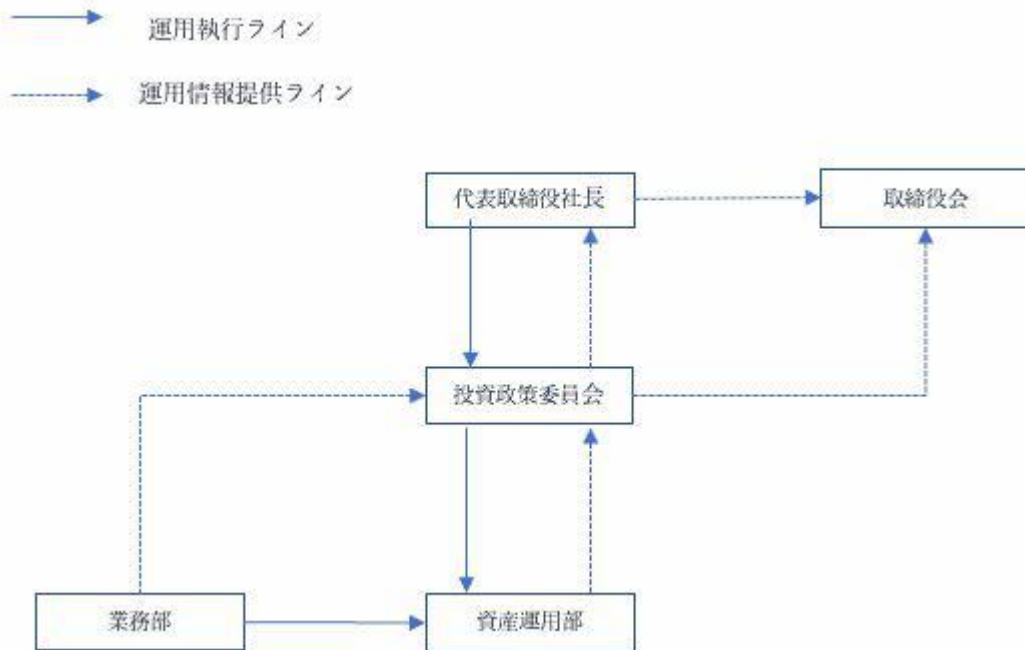 運用執行ライン
運用情報提供ライン
代表取締役社長
取締役会
投資政策委員会
業務部
資産運用部